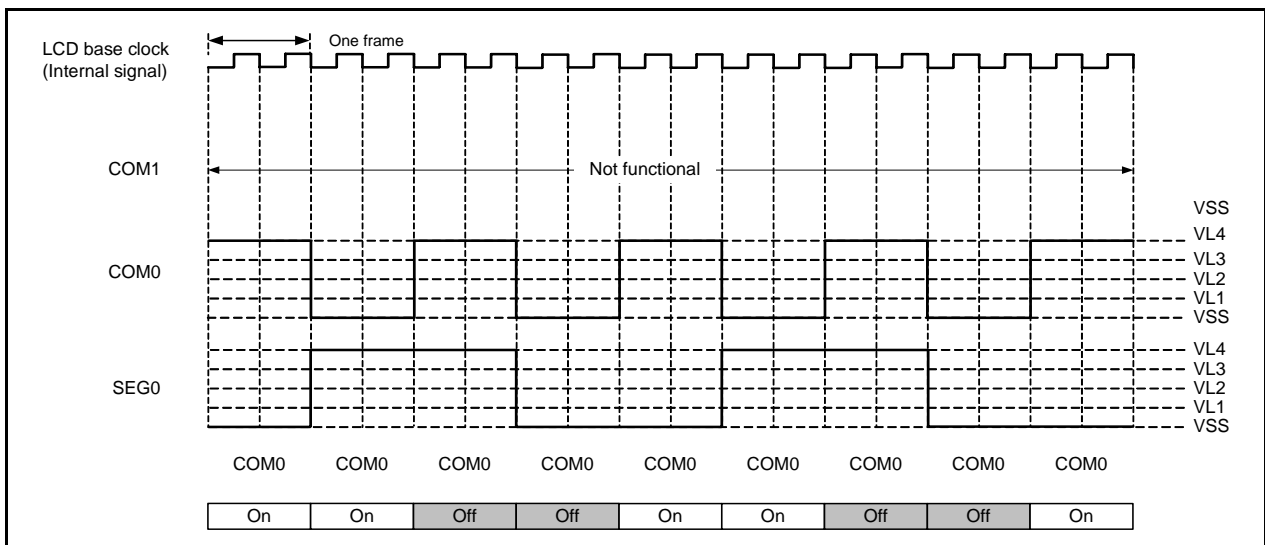 LCD base clock
(Internal signal)
One frame
COM1
Not functional
VSS
COM0
VL4
VL3
VL2
VL1
VSS
SEG0
VL4
VL3
VL2
VL1
VSS
COM0 COM0 COM0 COM0 COM0 COM0 COM0 COM0 COM0
On On Off Off On On Off Off On